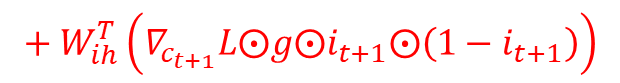 + W_{ih}^T (∇_{c_{t+1}} L⊙g⊙i_{t+1}⊙(1 − i_{t+1}))